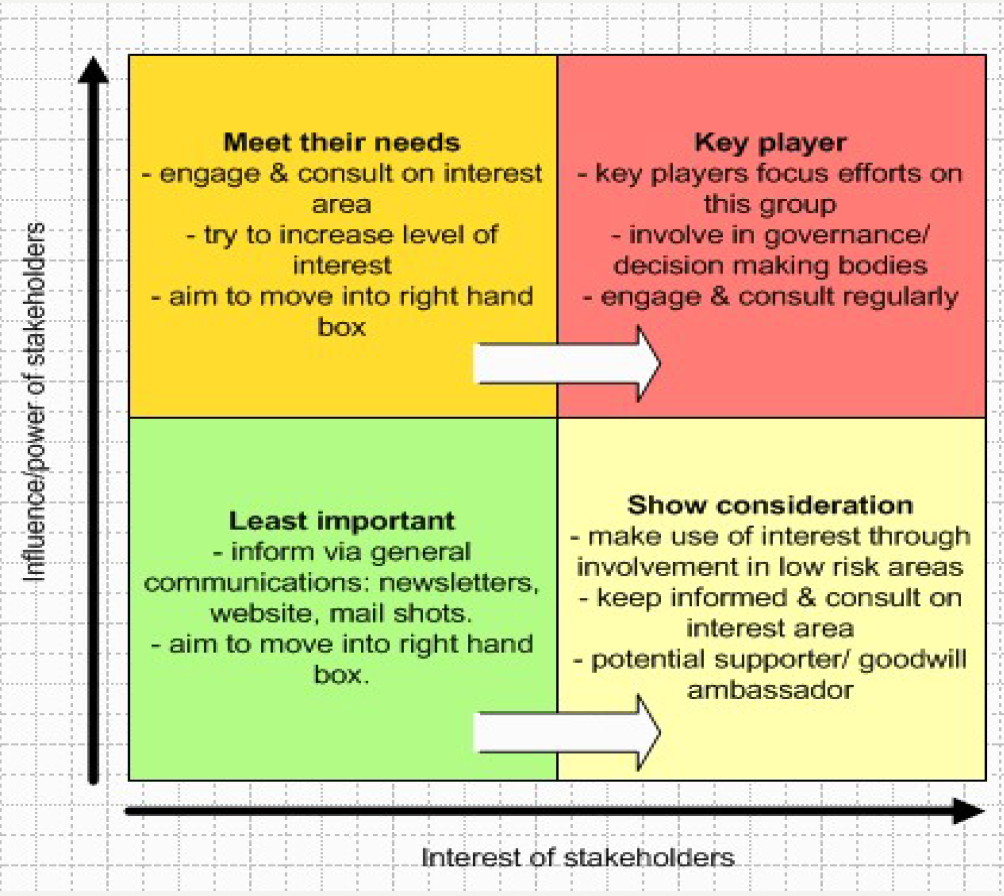 Influence/power of stakeholders
Meet their needs
- engage & consult on interest
area
- try to increase level of
interest
- aim to move into right hand
box
Key player
- key players focus efforts on
this group
- involve in governance/
decision making bodies
- engage & consult regularly
Least important
- inform via general
communications: newsletters,
website, mail shots.
- aim to move into right hand
box.
Show consideration
- make use of interest through
involvement in low risk areas
- keep informed & consult on
interest area
- potential supporter/ goodwill
ambassador
Interest of stakeholders